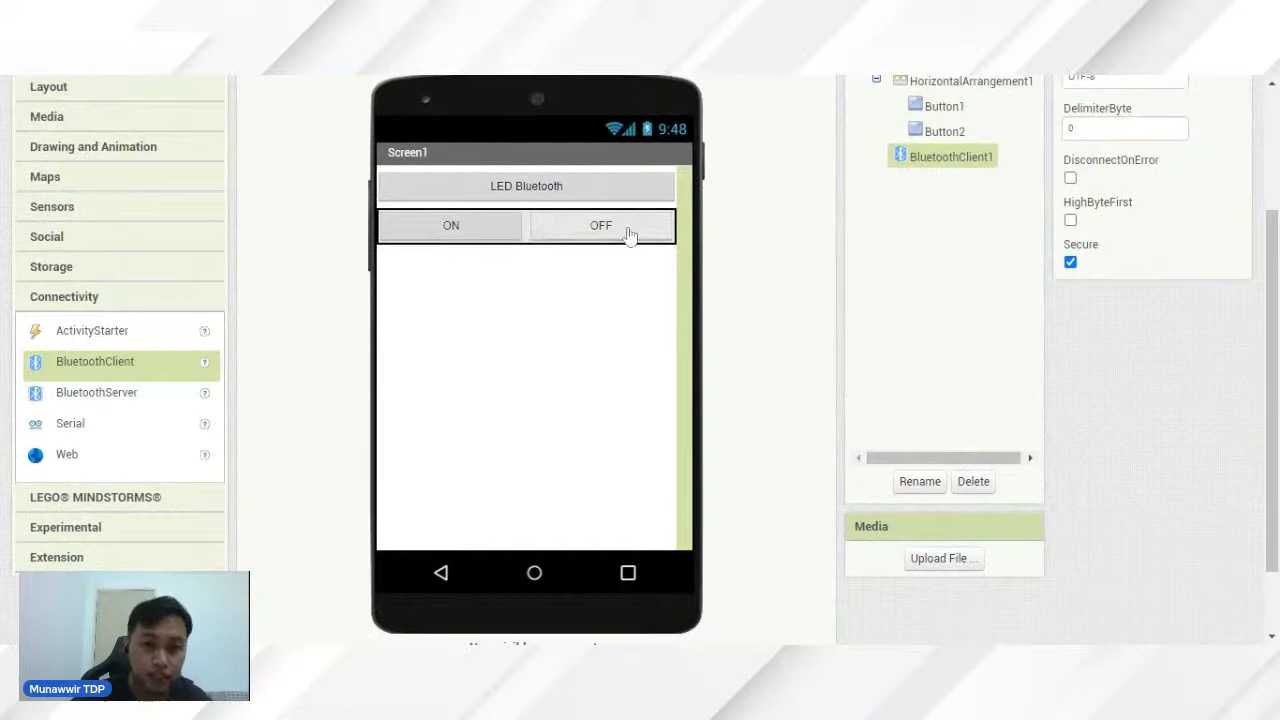 Layout
Media
Drawing and Animation
Maps
Sensors
Social
Storage
Connectivity
ActivityStarter
?
BluetoothClient
?
BluetoothServer
?
Serial
?
Web
?
LEGO® MINDSTORMS®
Experimental
Extension
Munawwir TDP
9:48
Screen1
LED Bluetooth
ON
OFF
HorizontalArrangement1
Button1
Button2
BluetoothClient1
Rename
Delete
Media
Upload File ...
UTF-8
DelimiterByte
0
DisconnectOnError
HighByteFirst
Secure